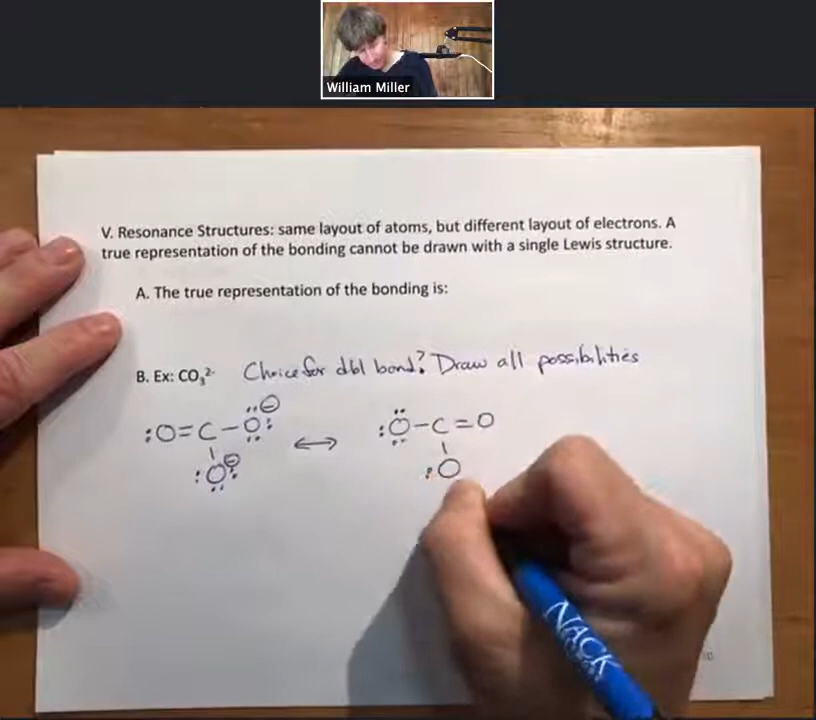 William Miller
V. Resonance Structures: same layout of atoms, but different layout of electrons. A
true representation of the bonding cannot be drawn with a single Lewis structure.
A. The true representation of the bonding is:
B. Ex: CO₃²⁻ Choice for dbl bond? Draw all possibilities
:O=C–O: ⊖ ↔ :O–C=O
:O: ⊖ :O
NACK